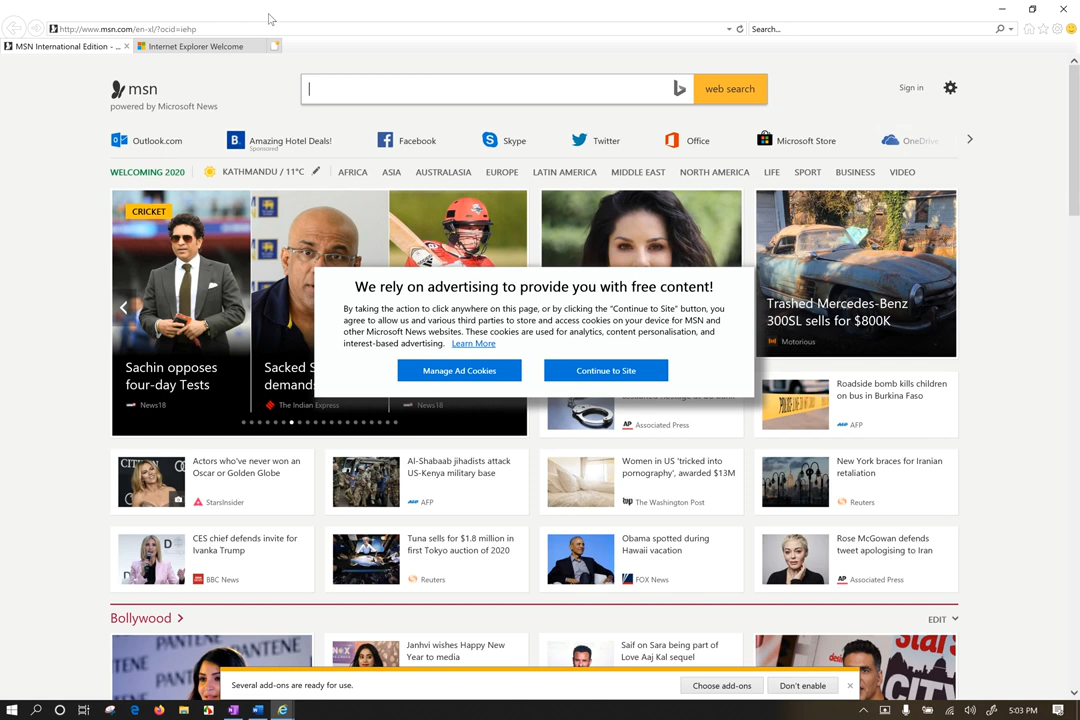 http://www.msn.com/en-xl/?ocid=iehp
Search...
MSN International Edition - ...
Internet Explorer Welcome
msn
powered by Microsoft News
web search
Sign in
Outlook.com
Amazing Hotel Deals!
Sponsored
Facebook
Skype
Twitter
Office
Microsoft Store
OneDrive
WELCOMING 2020
KATHMANDU / 11°C
AFRICA
ASIA
AUSTRALASIA
EUROPE
LATIN AMERICA
MIDDLE EAST
NORTH AMERICA
LIFE
SPORT
BUSINESS
VIDEO
CRICKET
Sachin opposes
four-day Tests
News18
Sacked S
demand
The Indian Express
News18
Trashed Mercedes-Benz
300SL sells for $800K
Motorious
We rely on advertising to provide you with free content!
By taking the action to click anywhere on this page, or by clicking the "Continue to Site" button, you
agree to allow us and various third parties to store and access cookies on your device for MSN and
other Microsoft News websites. These cookies are used for analytics, content personalisation, and
interest-based advertising. Learn More
Manage Ad Cookies
Continue to Site
AP Associated Press
Roadside bomb kills children
on bus in Burkina Faso
AFP AFP
Actors who've never won an
Oscar or Golden Globe
StarsInsider
Al-Shabaab jihadists attack
US-Kenya military base
AFP AFP
Women in US 'tricked into
pornography', awarded $13M
wp The Washington Post
New York braces for Iranian
retaliation
Reuters
CES chief defends invite for
Ivanka Trump
BBC News
Tuna sells for $1.8 million in
first Tokyo auction of 2020
Reuters
Obama spotted during
Hawaii vacation
FOX News
Rose McGowan defends
tweet apologising to Iran
AP Associated Press
Bollywood
EDIT
PANTENE
Janhvi wishes Happy New
Year to media
Saif on Sara being part of
Love Aaj Kal sequel
Several add-ons are ready for use.
Choose add-ons
Don't enable
5:03 PM